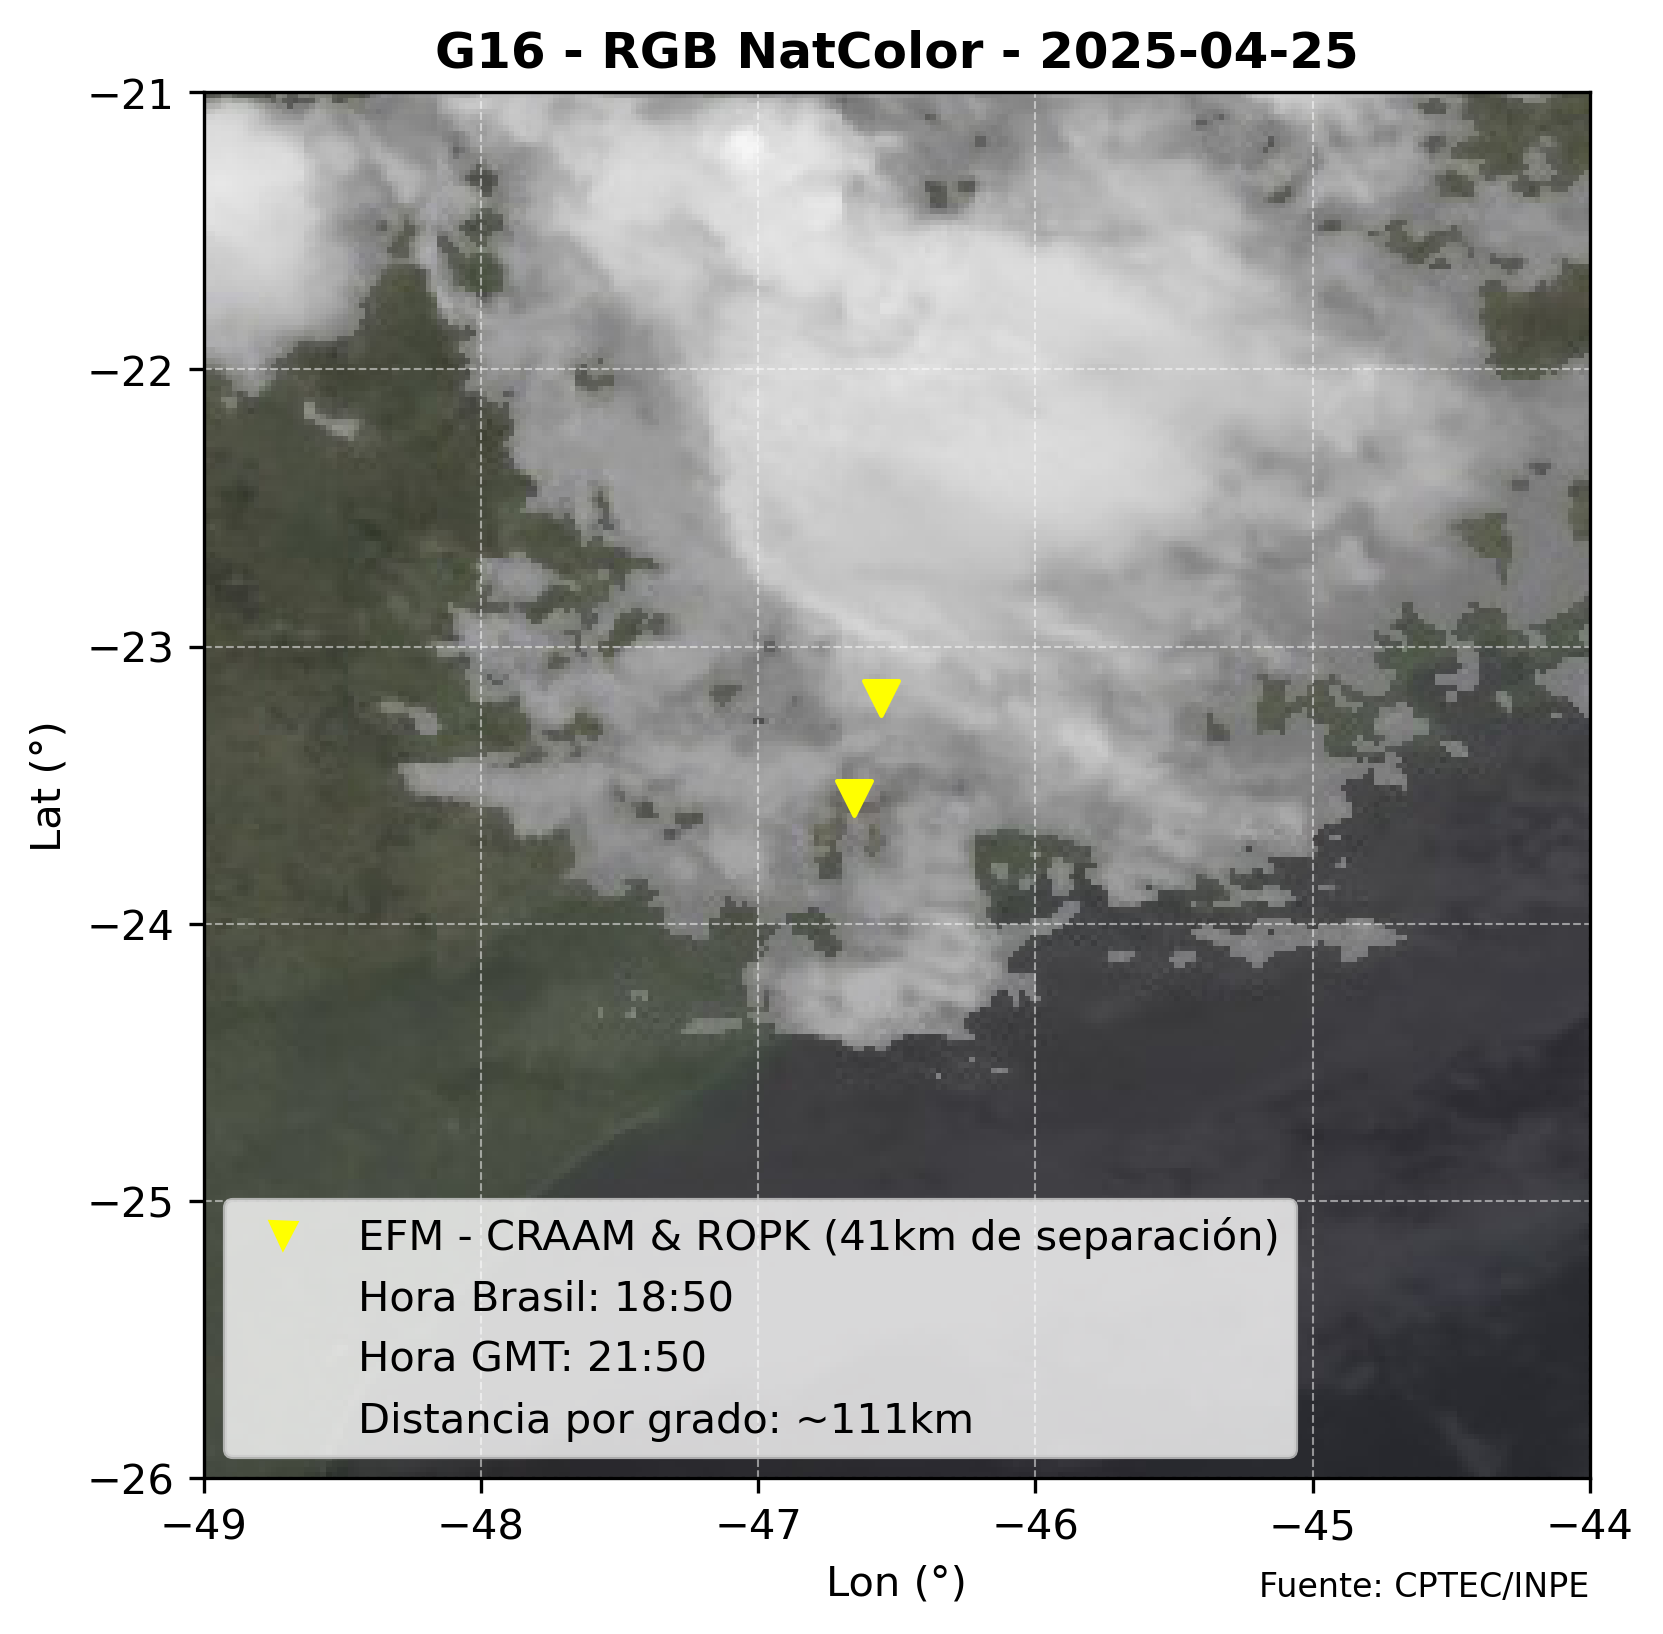 G16 - RGB NatColor - 2025-04-25
−21
−22
−23
−24
−25
−26
Lat (°)
EFM - CRAAM & ROPK (41km de separación)
Hora Brasil: 18:50
Hora GMT: 21:50
Distancia por grado: ~111km
−49 −48 −47 −46 −45 −44
Lon (°)
Fuente: CPTEC/INPE